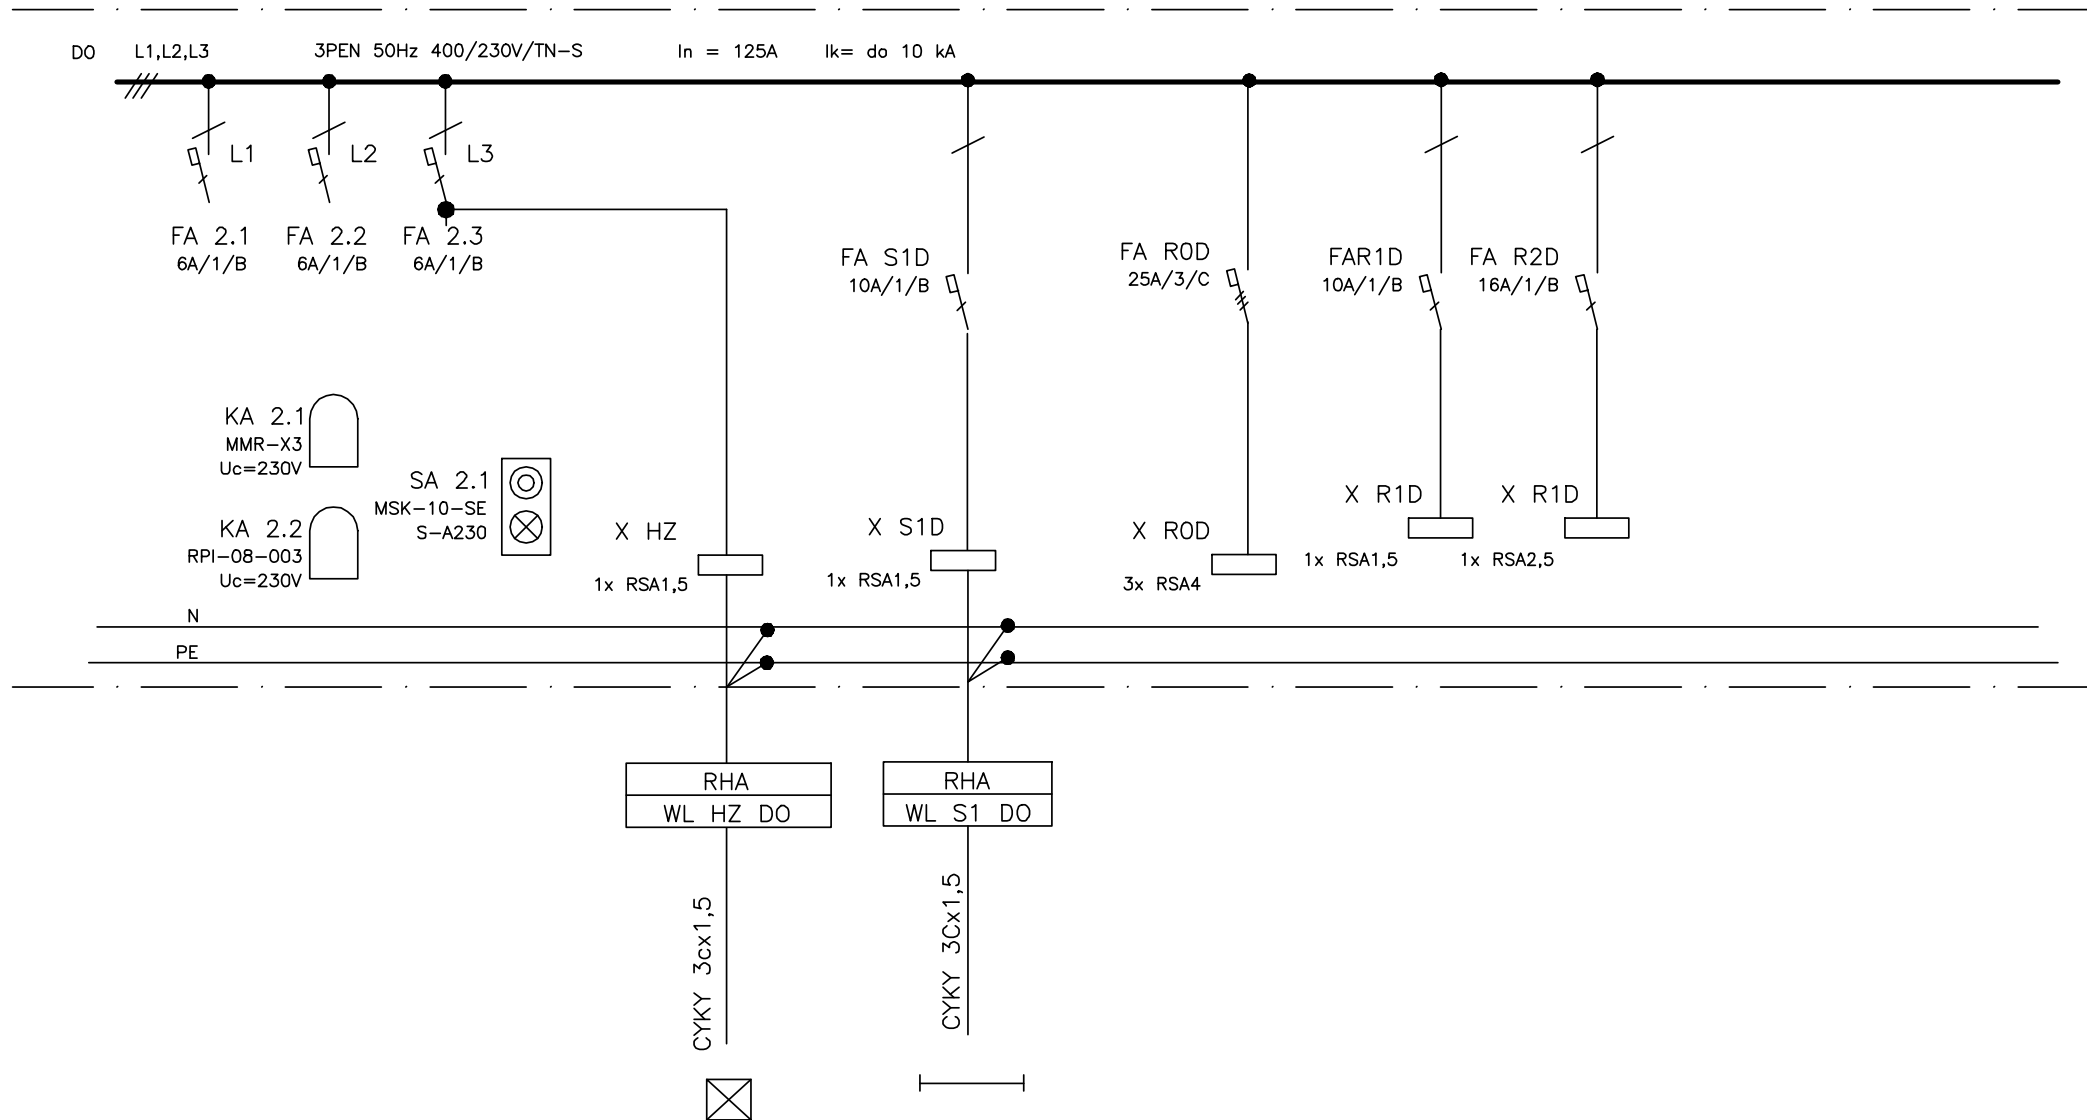 DO L1,L2,L3 3PEN 50Hz 400/230V/TN-S In = 125A Ik= do 10 kA
L1 L2 L3
FA 2.1
6A/1/B
FA 2.2
6A/1/B
FA 2.3
6A/1/B
FA S1D
10A/1/B
FA R0D
25A/3/C
FAR1D
10A/1/B
FA R2D
16A/1/B
KA 2.1
MMR-X3
Uc=230V
KA 2.2
RPI-08-003
Uc=230V
SA 2.1
MSK-10-SE
S-A230
X HZ
1x RSA1,5
X S1D
1x RSA1,5
X R0D
3x RSA4
X R1D
1x RSA1,5
X R1D
1x RSA2,5
N
PE
RHA
WL HZ DO
RHA
WL S1 DO
CYKY 3cx1,5
CYKY 3Cx1,5